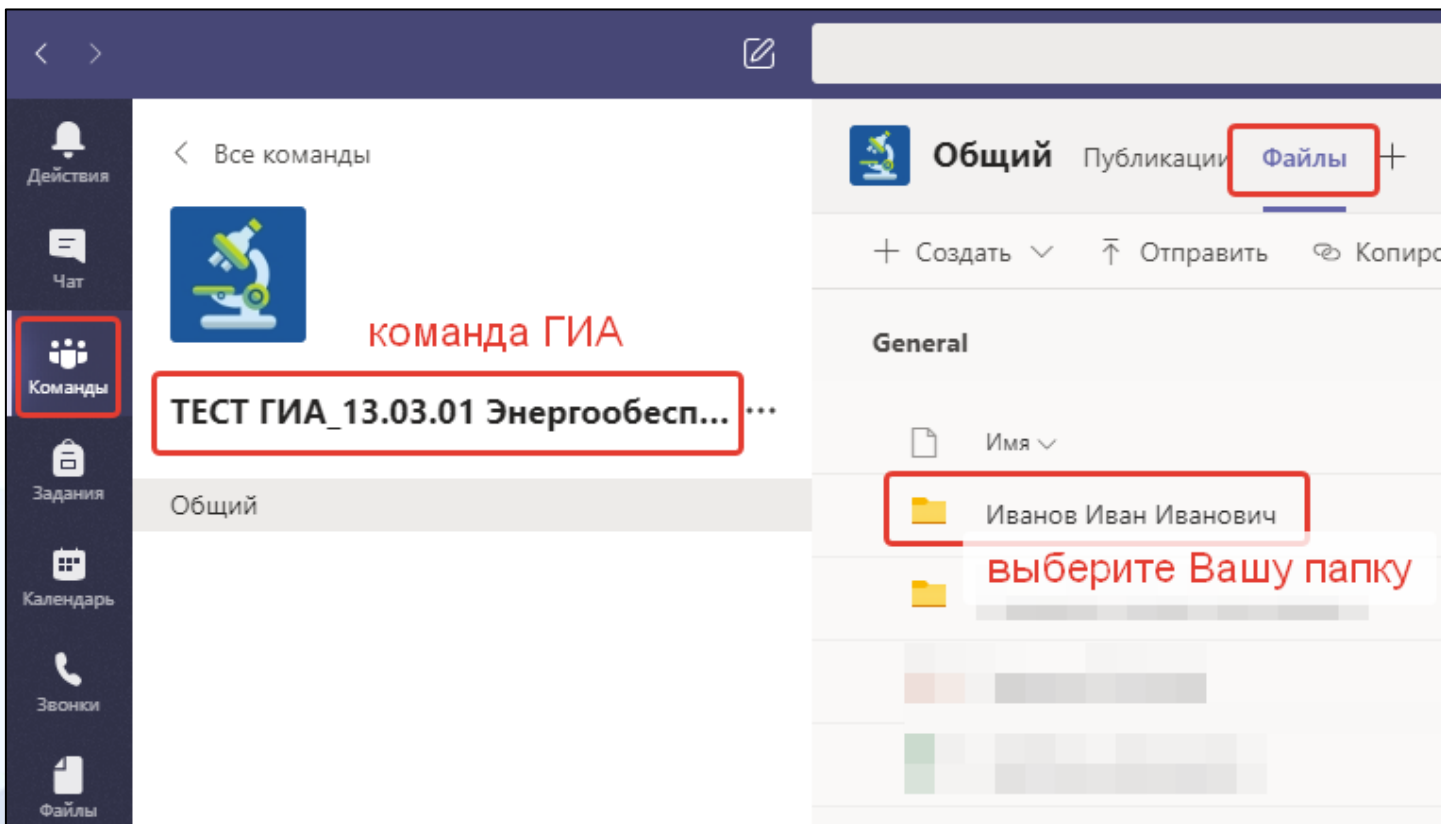 Действия
Чат
Команды
Задания
Календарь
Звонки
Файлы
Все команды
команда ГИА
ТЕСТ ГИА_13.03.01 Энергообесп... ...
Общий
Общий Публикации Файлы +
+ Создать Отправить Копиро
General
Имя
Иванов Иван Иванович
выберите Вашу папку